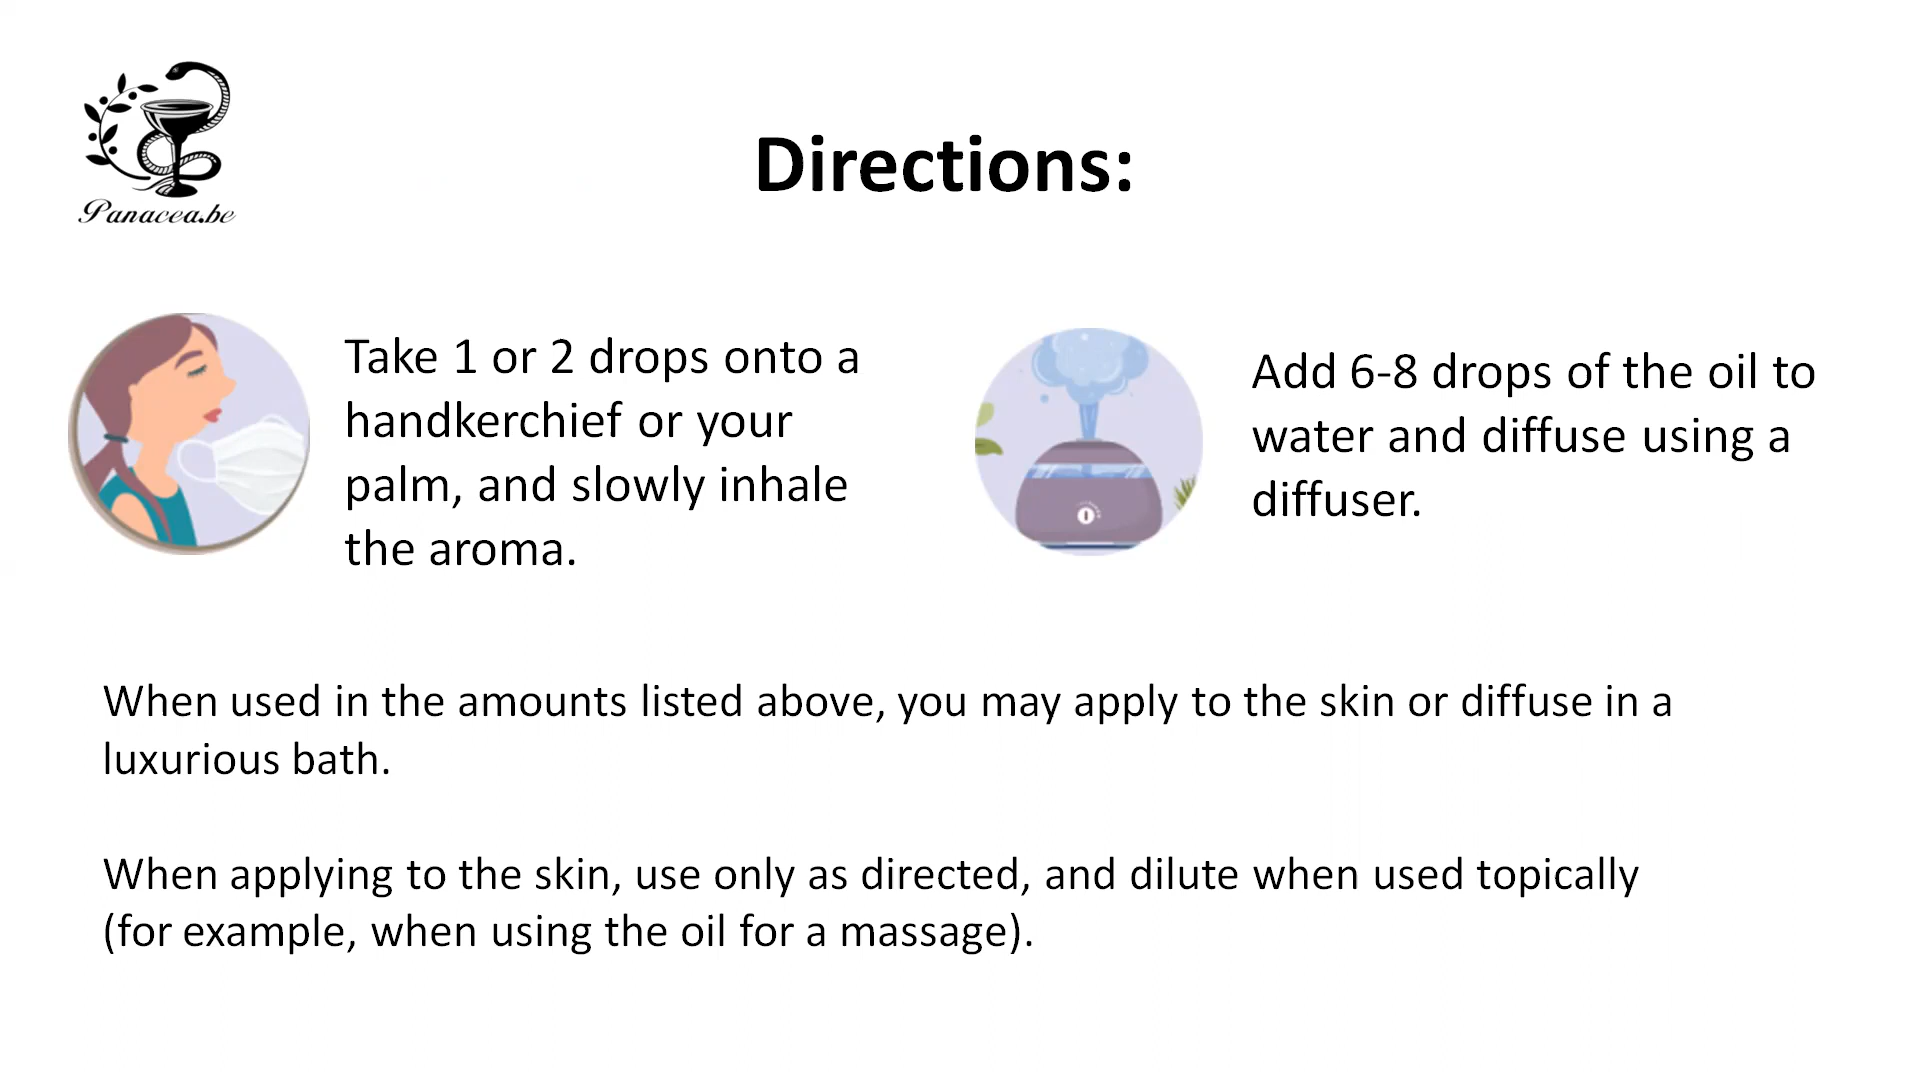 Panacea.be
Directions:
Take 1 or 2 drops onto a
handkerchief or your
palm, and slowly inhale
the aroma.
Add 6-8 drops of the oil to
water and diffuse using a
diffuser.
When used in the amounts listed above, you may apply to the skin or diffuse in a
luxurious bath.
When applying to the skin, use only as directed, and dilute when used topically
(for example, when using the oil for a massage).